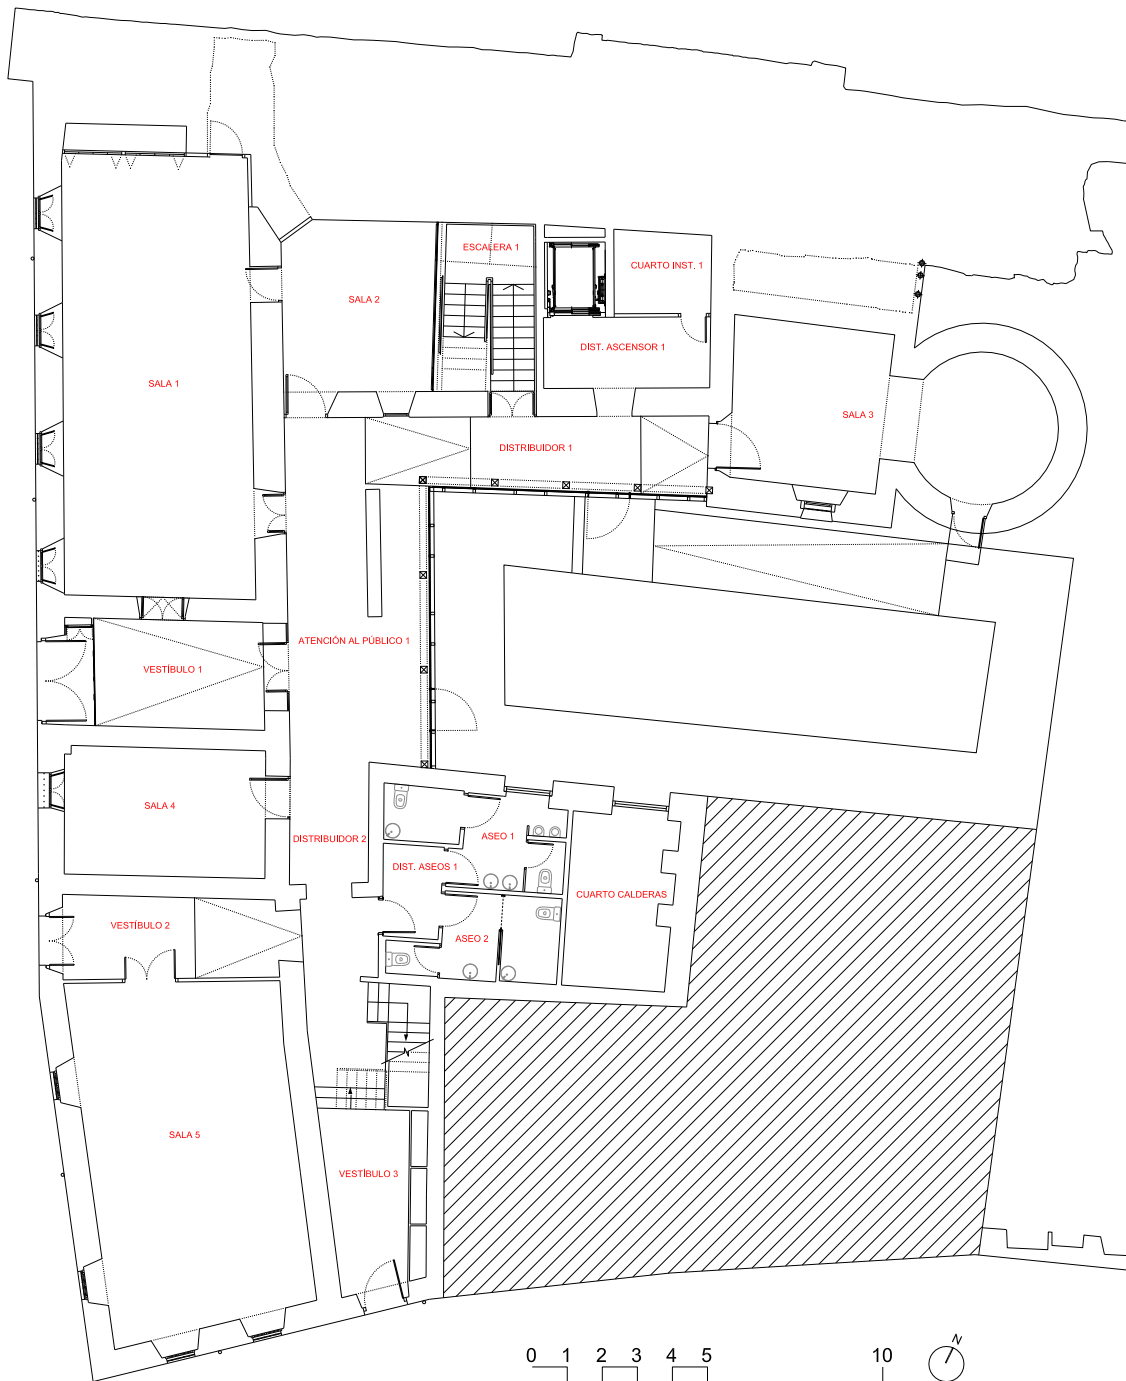 ESCALERA 1
CUARTO INST. 1
SALA 2
DIST. ASCENSOR 1
SALA 1
SALA 3
DISTRIBUIDOR 1
ATENCIÓN AL PÚBLICO 1
VESTÍBULO 1
SALA 4
DISTRIBUIDOR 2
ASEO 1
DIST. ASEOS 1
CUARTO CALDERAS
VESTÍBULO 2
ASEO 2
SALA 5
VESTÍBULO 3
N
0 1 2 3 4 5 10